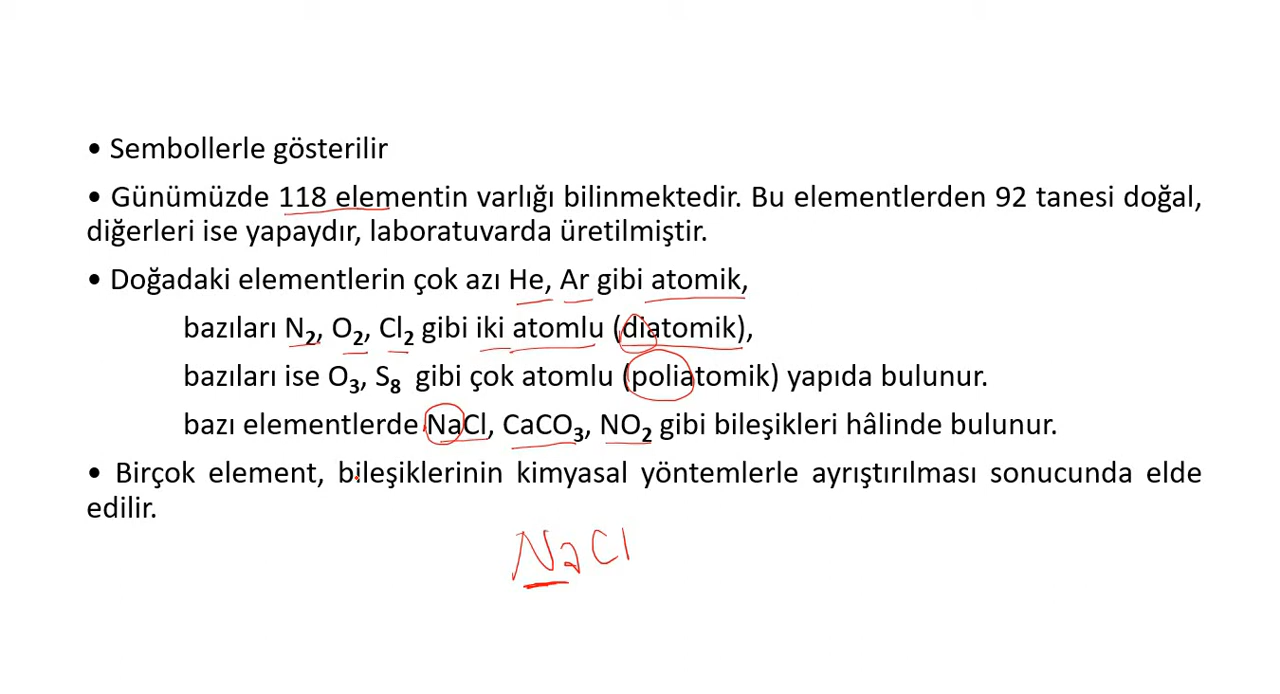 • Sembollerle gösterilir
• Günümüzde 118 elementin varlığı bilinmektedir. Bu elementlerden 92 tanesi doğal,
diğerleri ise yapaydır, laboratuvarda üretilmiştir.
• Doğadaki elementlerin çok azı He, Ar gibi atomik,
bazıları N₂, O₂, Cl₂ gibi iki atomlu (diatomik),
bazıları ise O₃, S₈ gibi çok atomlu (poliatomik) yapıda bulunur.
bazı elementlerde NaCl, CaCO₃, NO₂ gibi bileşikleri hâlinde bulunur.
• Birçok element, bileşiklerinin kimyasal yöntemlerle ayrıştırılması sonucunda elde
edilir.
NaCl